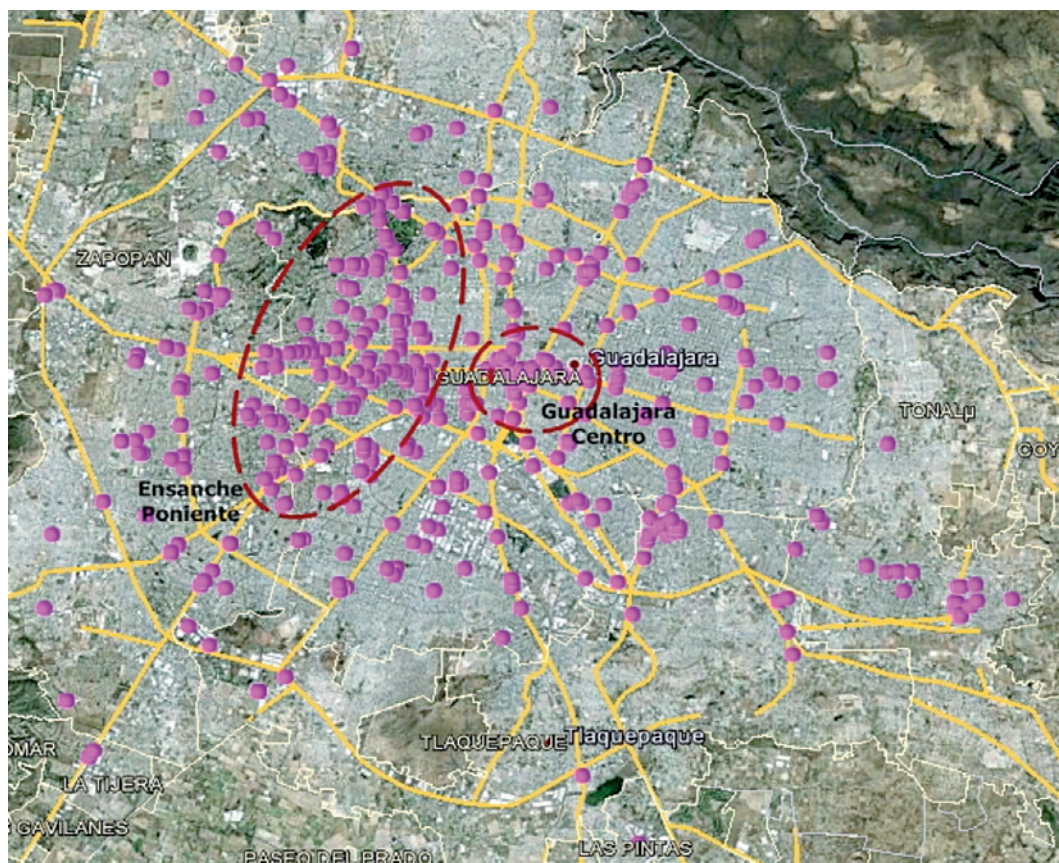 ZAPOPAN
Guadalajara
GUADALAJARA
Guadalajara
Centro
TONALµ
COY
Ensanche
Poniente
TLAQUEPAQUE
Tlaquepaque
OMAR
LA TIJERA
GAVILANES
LAS PINTAS
PASEO DEL PRADO